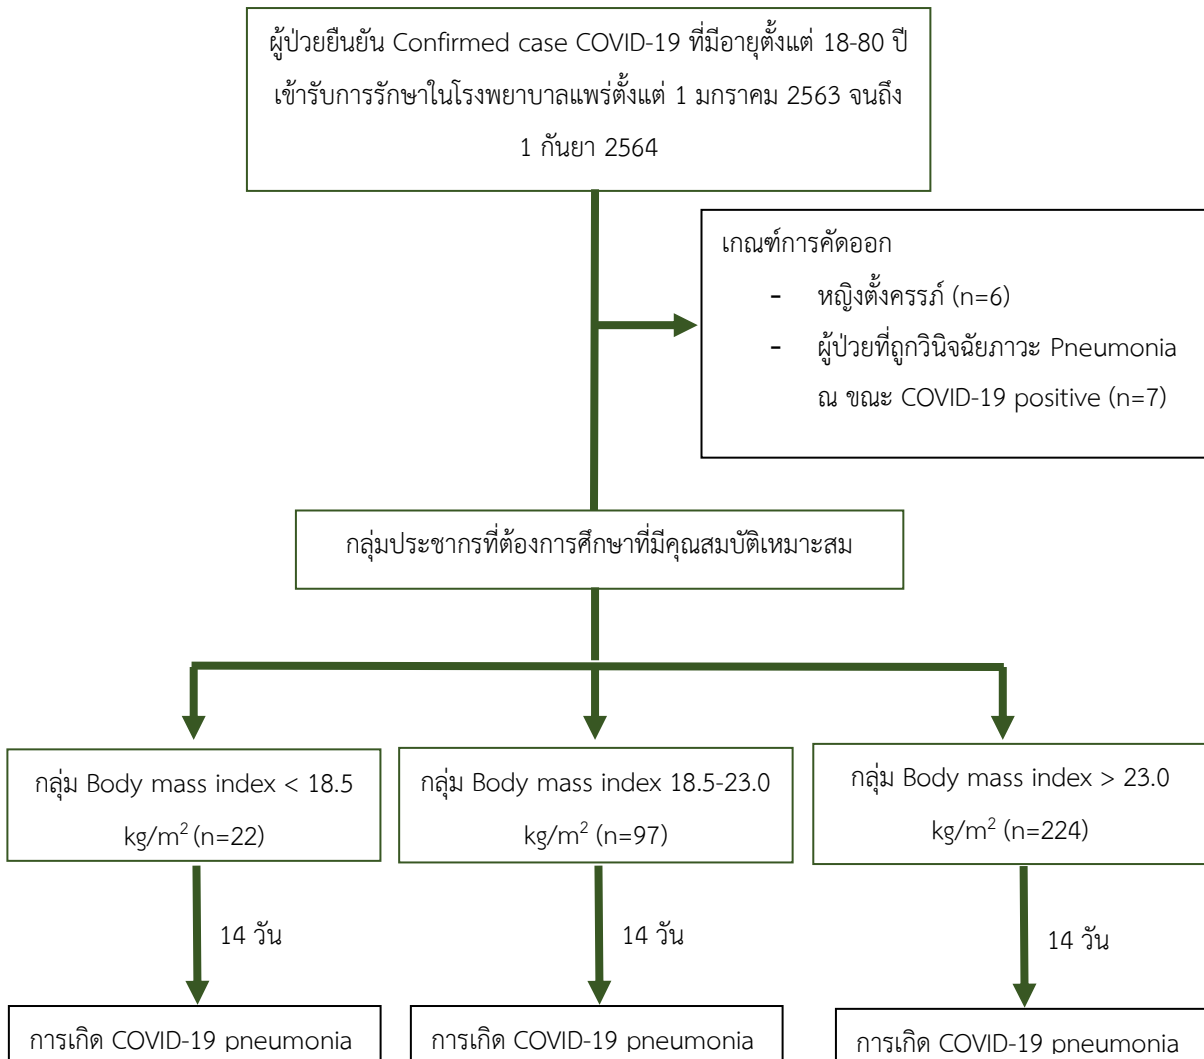 ผู้ป่วยยืนยัน Confirmed case COVID-19 ที่มีอายุตั้งแต่ 18-80 ปี
เข้ารับการรักษาในโรงพยาบาลแพร่ตั้งแต่ 1 มกราคม 2563 จนถึง
1 กันยา 2564
เกณฑ์การคัดออก
- หญิงตั้งครรภ์ (n=6)
- ผู้ป่วยที่ถูกวินิจฉัยภาวะ Pneumonia
ณ ขณะ COVID-19 positive (n=7)
กลุ่มประชากรที่ต้องการศึกษาที่มีคุณสมบัติเหมาะสม
กลุ่ม Body mass index < 18.5
kg/m² (n=22)
กลุ่ม Body mass index 18.5-23.0
kg/m² (n=97)
กลุ่ม Body mass index > 23.0
kg/m² (n=224)
14 วัน
14 วัน
14 วัน
การเกิด COVID-19 pneumonia
การเกิด COVID-19 pneumonia
การเกิด COVID-19 pneumonia